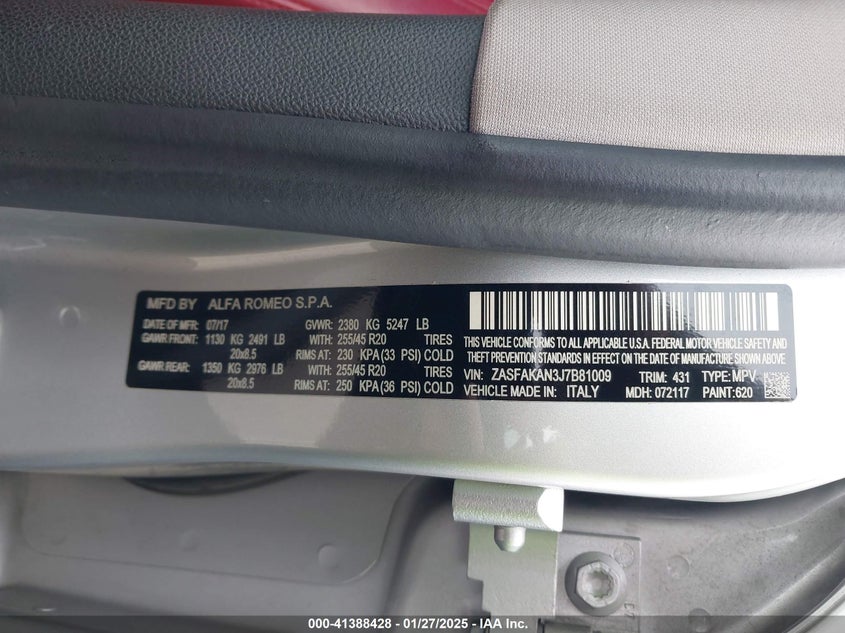 MFD BY ALFA ROMEO S.P.A.
DATE OF MFR: 07/17 GVWR: 2380 KG 5247 LB
GAWR FRONT: 1130 KG 2491 LB WITH: 255/45 R20 TIRES
20x8.5 RIMS AT: 230 KPA (33 PSI) COLD
GAWR REAR: 1350 KG 2976 LB WITH: 255/45 R20 TIRES
20x8.5 RIMS AT: 250 KPA (36 PSI) COLD
THIS VEHICLE CONFORMS TO ALL APPLICABLE U.S.A. FEDERAL MOTOR VEHICLE SAFETY AND
THEFT PREVENTION STANDARDS IN EFFECT ON THE DATE OF MANUFACTURE SHOWN ABOVE
VIN: ZASFAKAN3J7B81009 TRIM: 431 TYPE: MPV
VEHICLE MADE IN: ITALY MDH: 072117 PAINT: 620
000-41388428 - 01/27/2025 - IAA Inc.